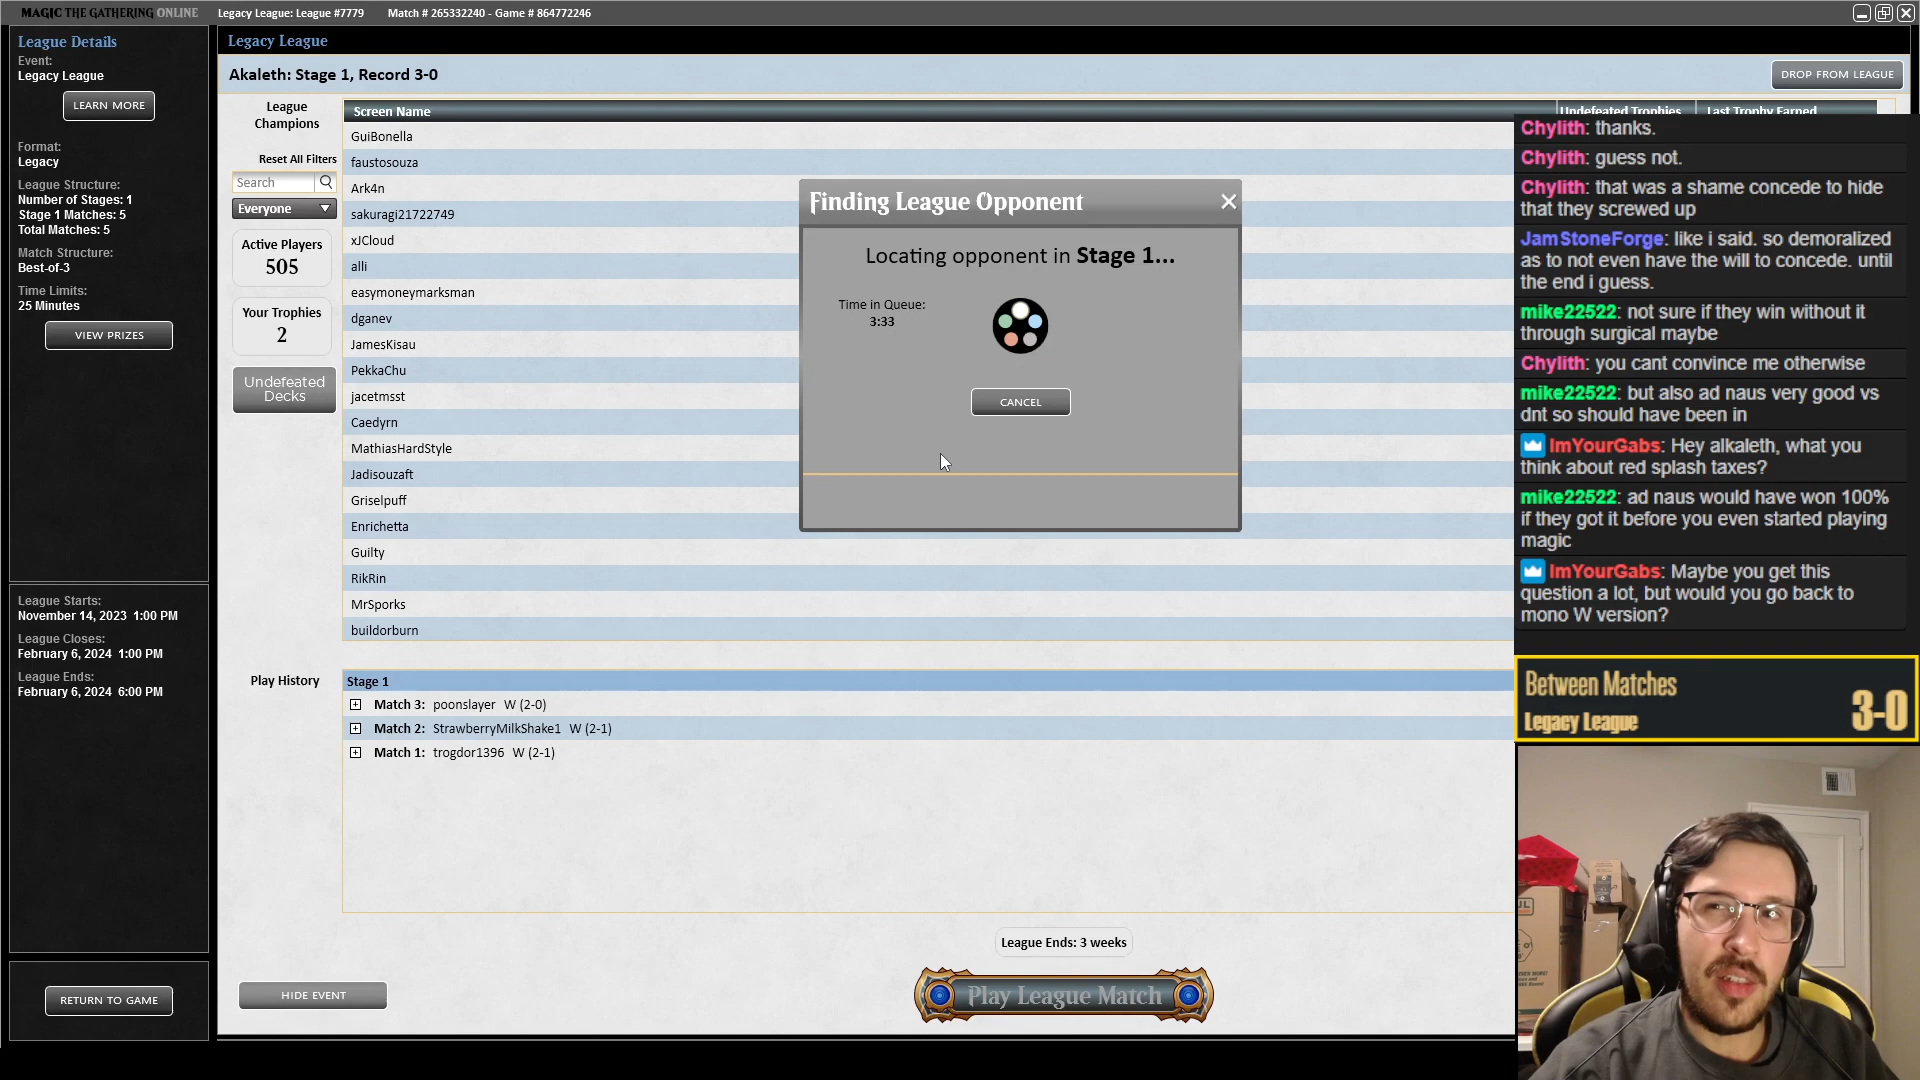 MAGIC THE GATHERING ONLINE
Legacy League: League #7779
Match # 265332240 - Game # 864772246
League Details
Event:
Legacy League
LEARN MORE
Format:
Legacy
League Structure:
Number of Stages: 1
Stage 1 Matches: 5
Total Matches: 5
Match Structure:
Best-of-3
Time Limits:
25 Minutes
VIEW PRIZES
League Starts:
November 14, 2023 1:00 PM
League Closes:
February 6, 2024 1:00 PM
League Ends:
February 6, 2024 6:00 PM
RETURN TO GAME
Legacy League
Akaleth: Stage 1, Record 3-0
DROP FROM LEAGUE
League
Champions
Reset All Filters
Search
Everyone
Active Players
505
Your Trophies
2
Undefeated
Decks
Screen Name
Undefeated Trophies
Last Trophy Earned
GuiBonella
faustosouza
Ark4n
sakuragi21722749
xJCloud
alli
easymoneymarksman
dganev
JamesKisau
PekkaChu
jacetmsst
Caedyrn
MathiasHardStyle
Jadisouzaft
Griselpuff
Enrichetta
Guilty
RikRin
MrSporks
buildorburn
Finding League Opponent
Locating opponent in Stage 1...
Time in Queue:
3:33
CANCEL
Play History
Stage 1
Match 3: poonslayer W (2-0)
Match 2: StrawberryMilkShake1 W (2-1)
Match 1: trogdor1396 W (2-1)
League Ends: 3 weeks
HIDE EVENT
Play League Match
Chylith: thanks.
Chylith: guess not.
Chylith: that was a shame concede to hide
that they screwed up
JamStoneForge: like i said. so demoralized
as to not even have the will to concede. until
the end i guess.
mike22522: not sure if they win without it
through surgical maybe
Chylith: you cant convince me otherwise
mike22522: but also ad naus very good vs
dnt so should have been in
ImYourGabs: Hey alkaleth, what you
think about red splash taxes?
mike22522: ad naus would have won 100%
if they got it before you even started playing
magic
ImYourGabs: Maybe you get this
question a lot, but would you go back to
mono W version?
Between Matches
Legacy League
3-0